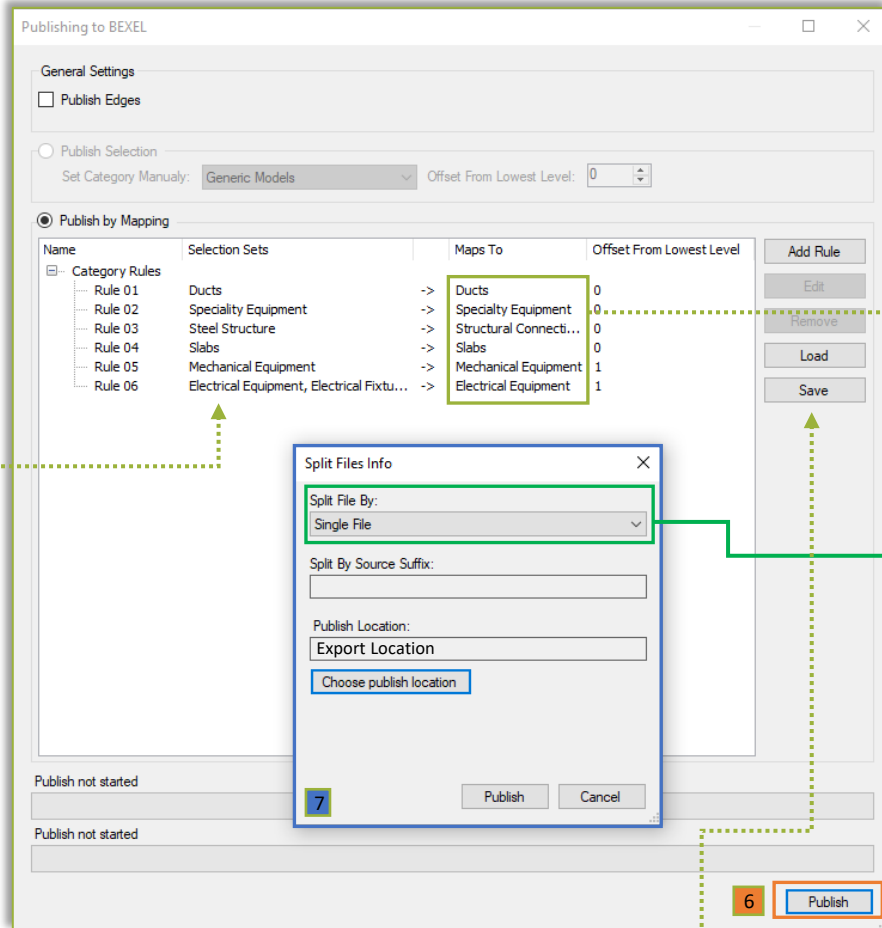 Publishing to BEXEL
General Settings
Publish Edges
Publish Selection
Set Category Manualy: Generic Models Offset From Lowest Level: 0
Publish by Mapping
Name Selection Sets Maps To Offset From Lowest Level
Add Rule
Category Rules
Rule 01 Ducts -> Ducts 0
Edit
Rule 02 Speciality Equipment -> Specialty Equipment 0
Rule 03 Steel Structure -> Structural Connecti... 0
Remove
Rule 04 Slabs -> Slabs 0
Load
Rule 05 Mechanical Equipment -> Mechanical Equipment 1
Rule 06 Electrical Equipment, Electrical Fixtu... -> Electrical Equipment 1
Save
Split Files Info
Split File By:
Single File
Split By Source Suffix:
Publish Location:
Export Location
Choose publish location
Publish Cancel
7
Publish not started
Publish not started
6 Publish